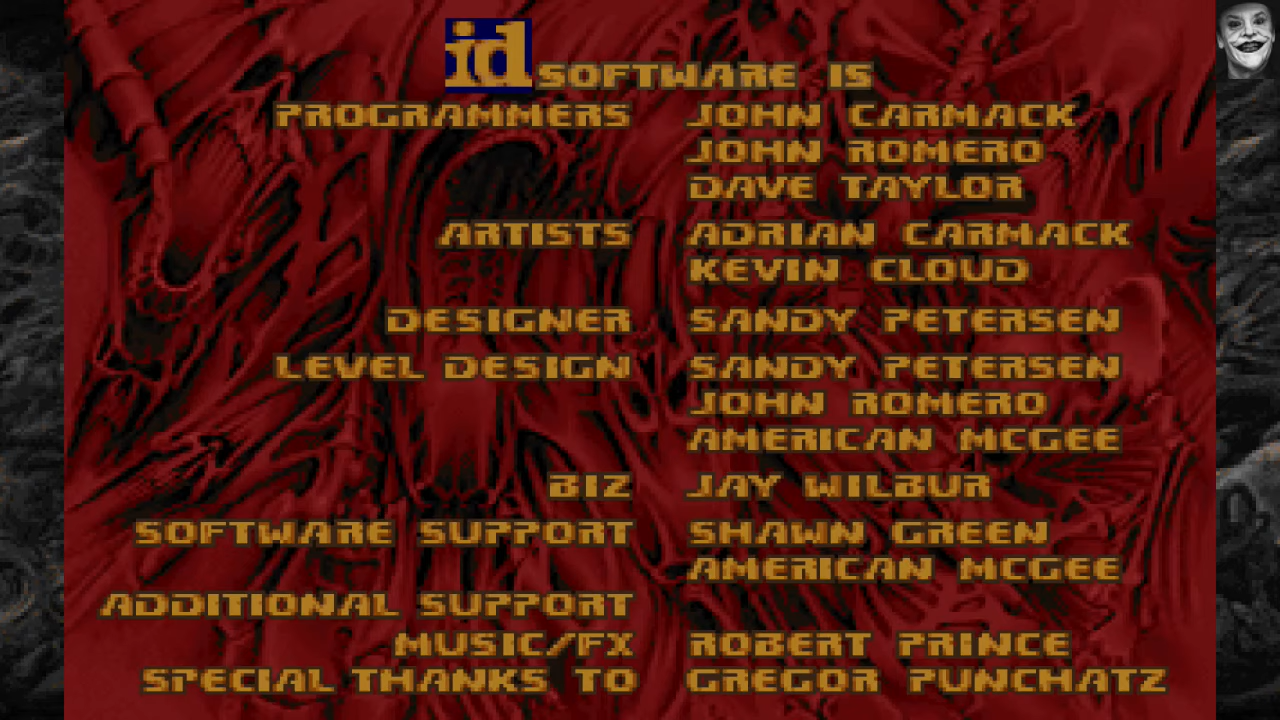 id SOFTWARE IS
PROGRAMMERS JOHN CARMACK
JOHN ROMERO
DAVE TAYLOR
ARTISTS ADRIAN CARMACK
KEVIN CLOUD
DESIGNER SANDY PETERSEN
LEVEL DESIGN SANDY PETERSEN
JOHN ROMERO
AMERICAN MCGEE
BIZ JAY WILBUR
SOFTWARE SUPPORT SHAWN GREEN
AMERICAN MCGEE
ADDITIONAL SUPPORT
MUSIC/FX ROBERT PRINCE
SPECIAL THANKS TO GREGOR PUNCHATZ